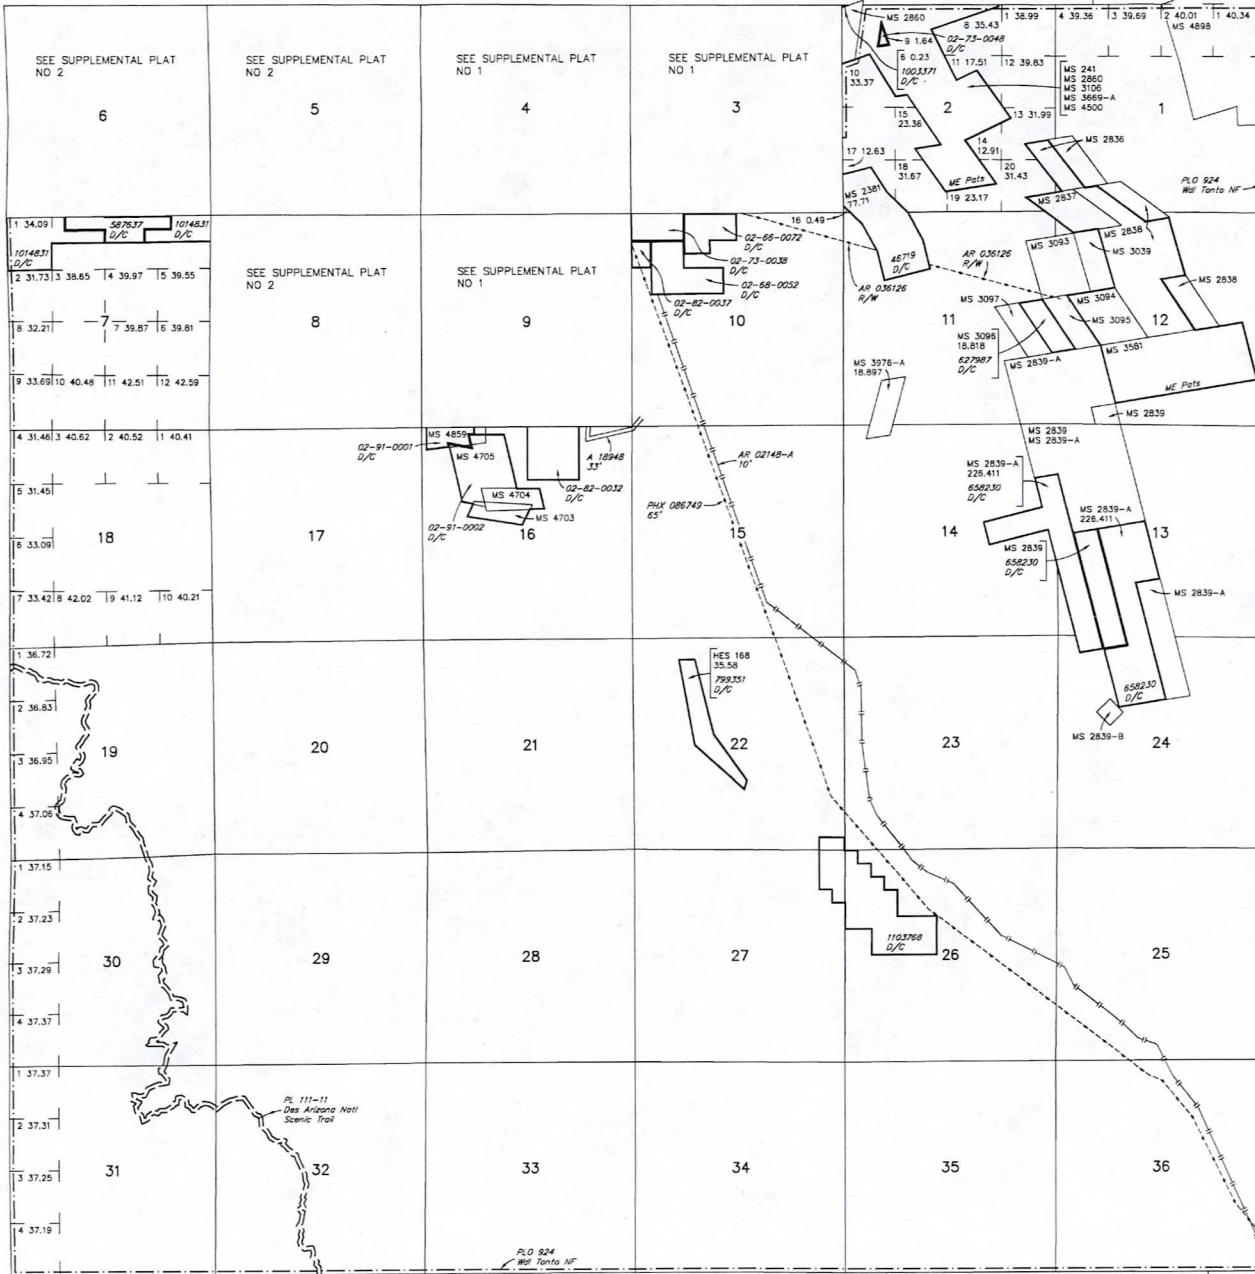 SEE SUPPLEMENTAL PLAT
NO 2
6
SEE SUPPLEMENTAL PLAT
NO 2
5
SEE SUPPLEMENTAL PLAT
NO 1
4
SEE SUPPLEMENTAL PLAT
NO 1
3
MS 2860
8 35.43
9 1.64
02-73-0048
D/C
6 0.23
1003371
D/C
10
33.37
11 17.51
12 39.83
1 38.99
4 39.36
3 39.69
2 40.01
1 40.34
MS 4898
MS 241
MS 2860
MS 3106
MS 3669-A
MS 4500
2
1
15
23.36
13 31.99
14
12.91
17 12.63
18
31.67
20
31.43
ME Pats
19 23.17
MS 2836
PLO 924
Wdl Tonto NF
MS 2381
77.71
MS 2837
1 34.09
587637
D/C
1014831
D/C
1014831
D/C
2 31.73
3 38.65
4 39.97
5 39.55
8 32.21
7
7 39.87
6 39.81
9 33.69
10 40.48
11 42.51
12 42.59
SEE SUPPLEMENTAL PLAT
NO 2
8
SEE SUPPLEMENTAL PLAT
NO 1
9
02-66-0072
D/C
02-73-0038
D/C
02-68-0052
D/C
02-82-0037
D/C
10
16 0.49
46719
D/C
AR 036126
R/W
AR 036126
R/W
MS 3093
MS 2838
MS 3039
MS 2838
MS 3097
MS 3094
MS 3095
11
12
MS 3096
18.818
627987
D/C
MS 2839-A
MS 3581
MS 3976-A
18.897
ME Pats
MS 2839
4 31.46
3 40.62
2 40.52
1 40.41
5 31.45
6 33.09
18
7 33.42
8 42.02
9 41.12
10 40.21
17
02-91-0001
D/C
MS 4859
MS 4705
MS 4704
MS 4703
02-91-0002
D/C
16
02-82-0032
D/C
A 18948
33'
AR 02148-A
10'
PHX 086749
65'
15
MS 2839
MS 2839-A
MS 2839-A
226.411
658230
D/C
14
MS 2839-A
226.411
13
MS 2839
658230
D/C
MS 2839-A
1 36.72
2 36.83
19
3 36.95
4 37.06
20
21
HES 168
35.58
799351
D/C
22
23
658230
D/C
MS 2839-B
24
1 37.15
2 37.23
30
3 37.29
4 37.37
29
28
27
1103768
D/C
26
25
1 37.37
2 37.31
31
3 37.25
4 37.19
PL 111-11
Des Arizona Natl
Scenic Trail
32
33
34
35
36
PLO 924
Wdl Tonto NF